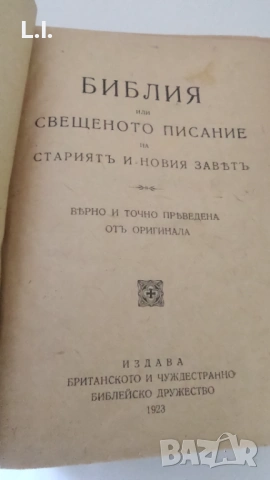 L.I.
БИБЛИЯ
или
СВЕЩЕНОТО ПИСАНИЕ
на
СТАРИЯТЪ И НОВИЯ ЗАВѢТЪ
ВѢРНО И ТОЧНО ПРѢВЕДЕНА
ОТЪ ОРИГИНАЛА
ИЗДАВА
БРИТАНСКОТО И ЧУЖДЕСТРАННО
БИБЛЕЙСКО ДРУЖЕСТВО
1923
BAZAR